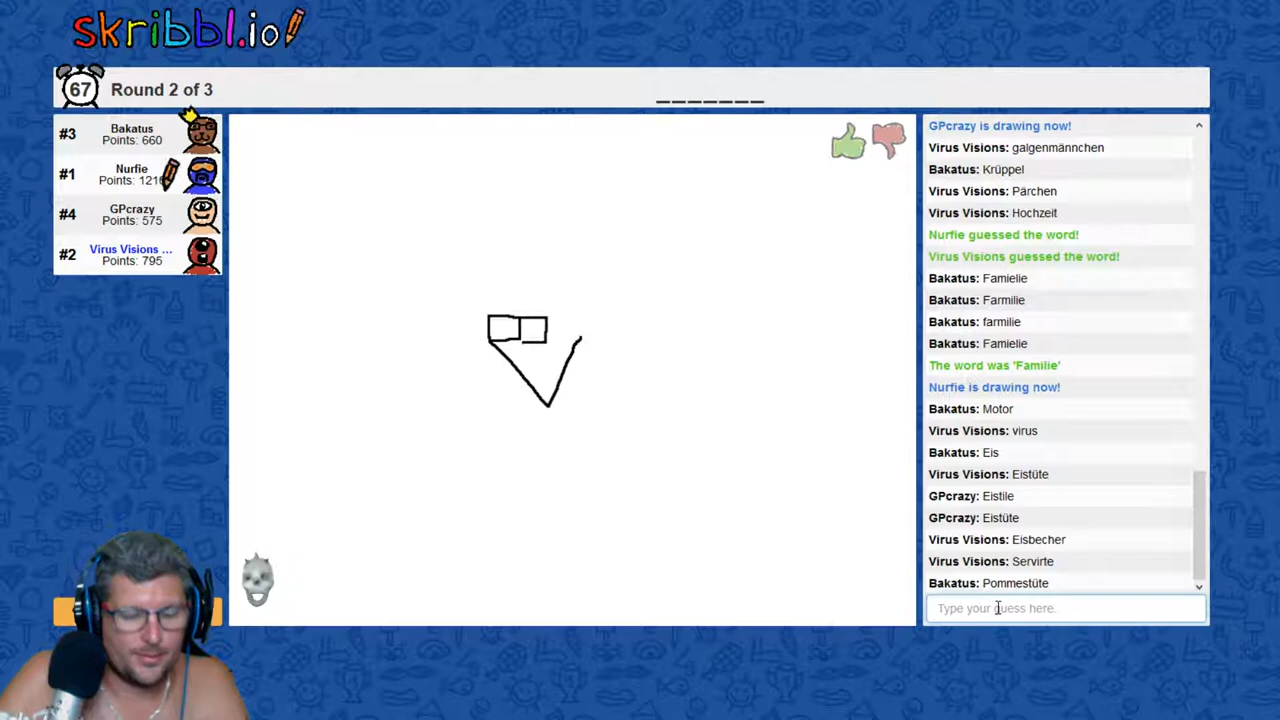 skribbl.io
67
Round 2 of 3
_______
#3
Bakatus
Points: 660
#1
Nurfie
Points: 121
#4
GPcrazy
Points: 575
#2
Virus Visions ...
Points: 795
GPcrazy is drawing now!
Virus Visions: galgenmännchen
Bakatus: Krüppel
Virus Visions: Pärchen
Virus Visions: Hochzeit
Nurfie guessed the word!
Virus Visions guessed the word!
Bakatus: Famielie
Bakatus: Farmilie
Bakatus: farmilie
Bakatus: Famielie
The word was 'Familie'
Nurfie is drawing now!
Bakatus: Motor
Virus Visions: virus
Bakatus: Eis
Virus Visions: Eistüte
GPcrazy: Eistile
GPcrazy: Eistüte
Virus Visions: Eisbecher
Virus Visions: Servirte
Bakatus: Pommestüte
Type your guess here.